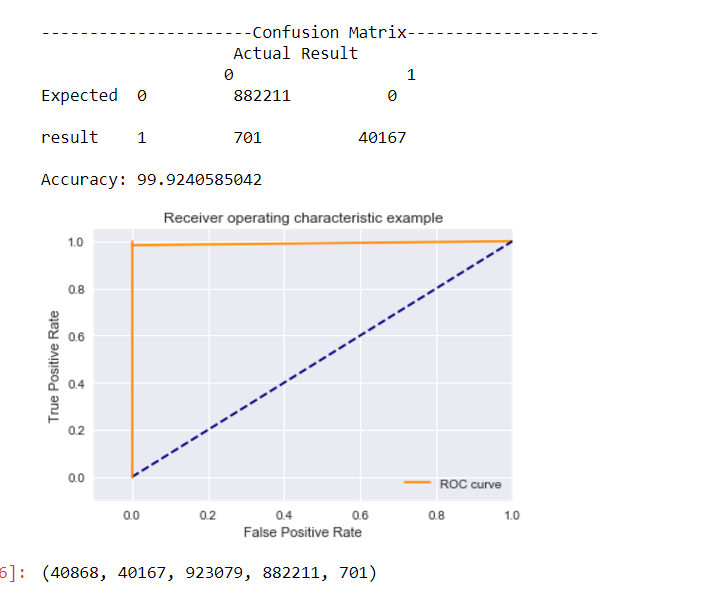 ----------------------Confusion Matrix--------------------
Actual Result
0 1
Expected 0 882211 0
result 1 701 40167
Accuracy: 99.9240585042
Receiver operating characteristic example
1.0
0.8
0.6
0.4
0.2
0.0
True Positive Rate
ROC curve
0.0 0.2 0.4 0.6 0.8 1.0
False Positive Rate
6]: (40868, 40167, 923079, 882211, 701)